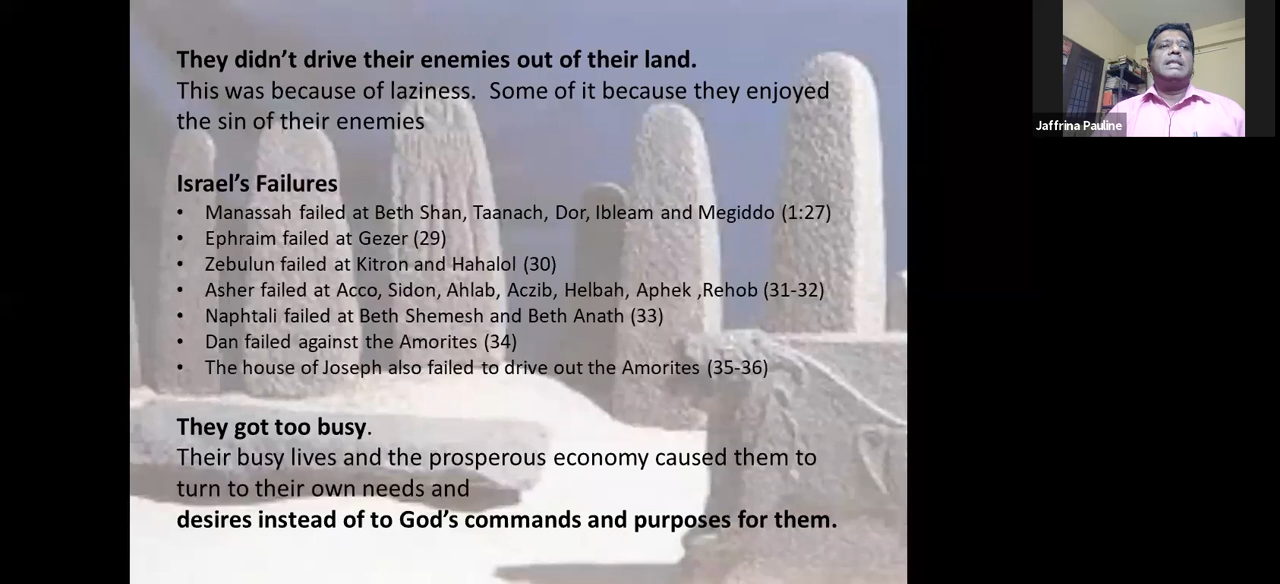 They didn’t drive their enemies out of their land.
This was because of laziness.  Some of it because they enjoyed
the sin of their enemies
Israel’s Failures
• Manassah failed at Beth Shan, Taanach, Dor, Ibleam and Megiddo (1:27)
• Ephraim failed at Gezer (29)
• Zebulun failed at Kitron and Hahalol (30)
• Asher failed at Acco, Sidon, Ahlab, Aczib, Helbah, Aphek ,Rehob (31-32)
• Naphtali failed at Beth Shemesh and Beth Anath (33)
• Dan failed against the Amorites (34)
• The house of Joseph also failed to drive out the Amorites (35-36)
They got too busy.
Their busy lives and the prosperous economy caused them to
turn to their own needs and
desires instead of to God’s commands and purposes for them.
Jaffrina Pauline